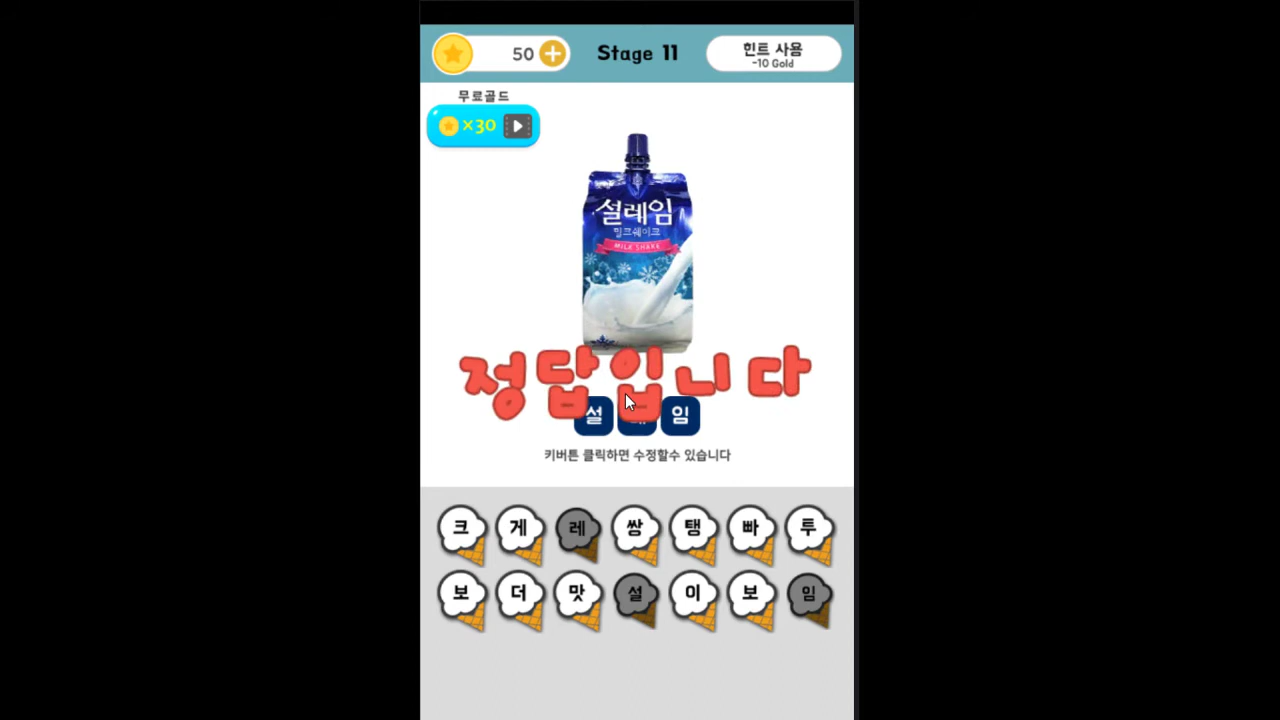 50
Stage 11
힌트 사용
-10 Gold
무료골드
×30
설레임
밀크쉐이크
MILK SHAKE
정답입니다
설 임
키버튼 클릭하면 수정할수 있습니다
크 게 레 쌍 탱 빠 투
보 더 맛 설 이 보 임